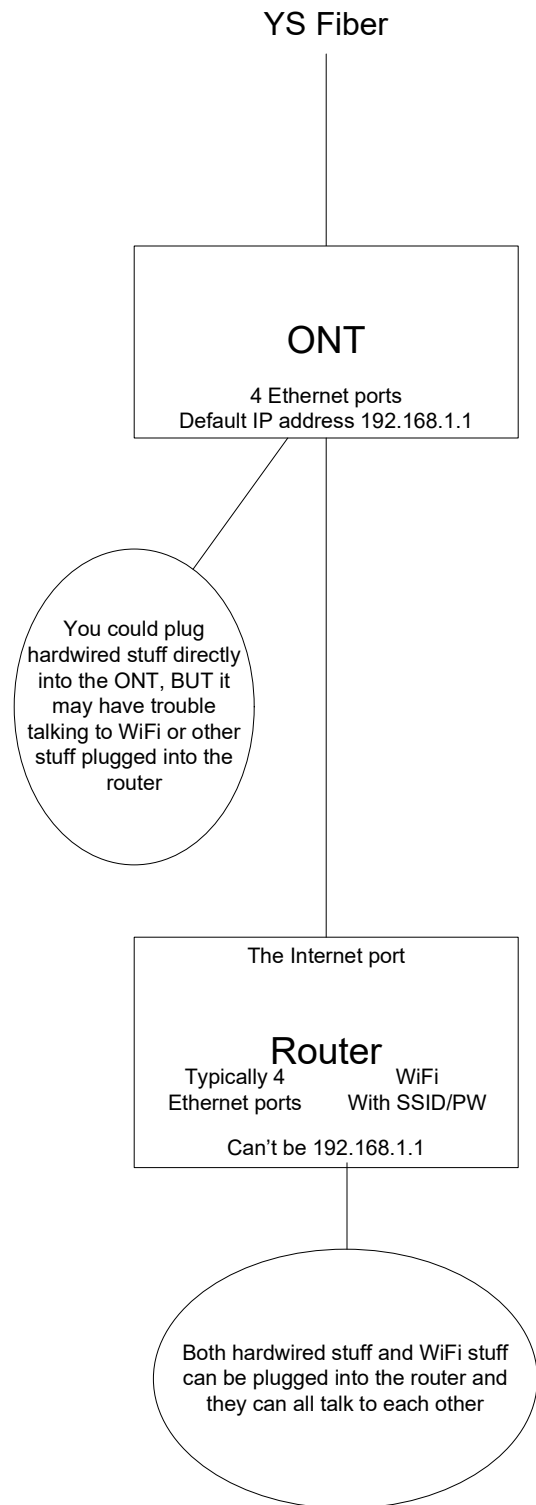 YS Fiber
ONT
4 Ethernet ports
Default IP address 192.168.1.1
You could plug
hardwired stuff directly
into the ONT, BUT it
may have trouble
talking to WiFi or other
stuff plugged into the
router
The Internet port
Router
Typically 4
Ethernet ports
WiFi
With SSID/PW
Can’t be 192.168.1.1
Both hardwired stuff and WiFi stuff
can be plugged into the router and
they can all talk to each other